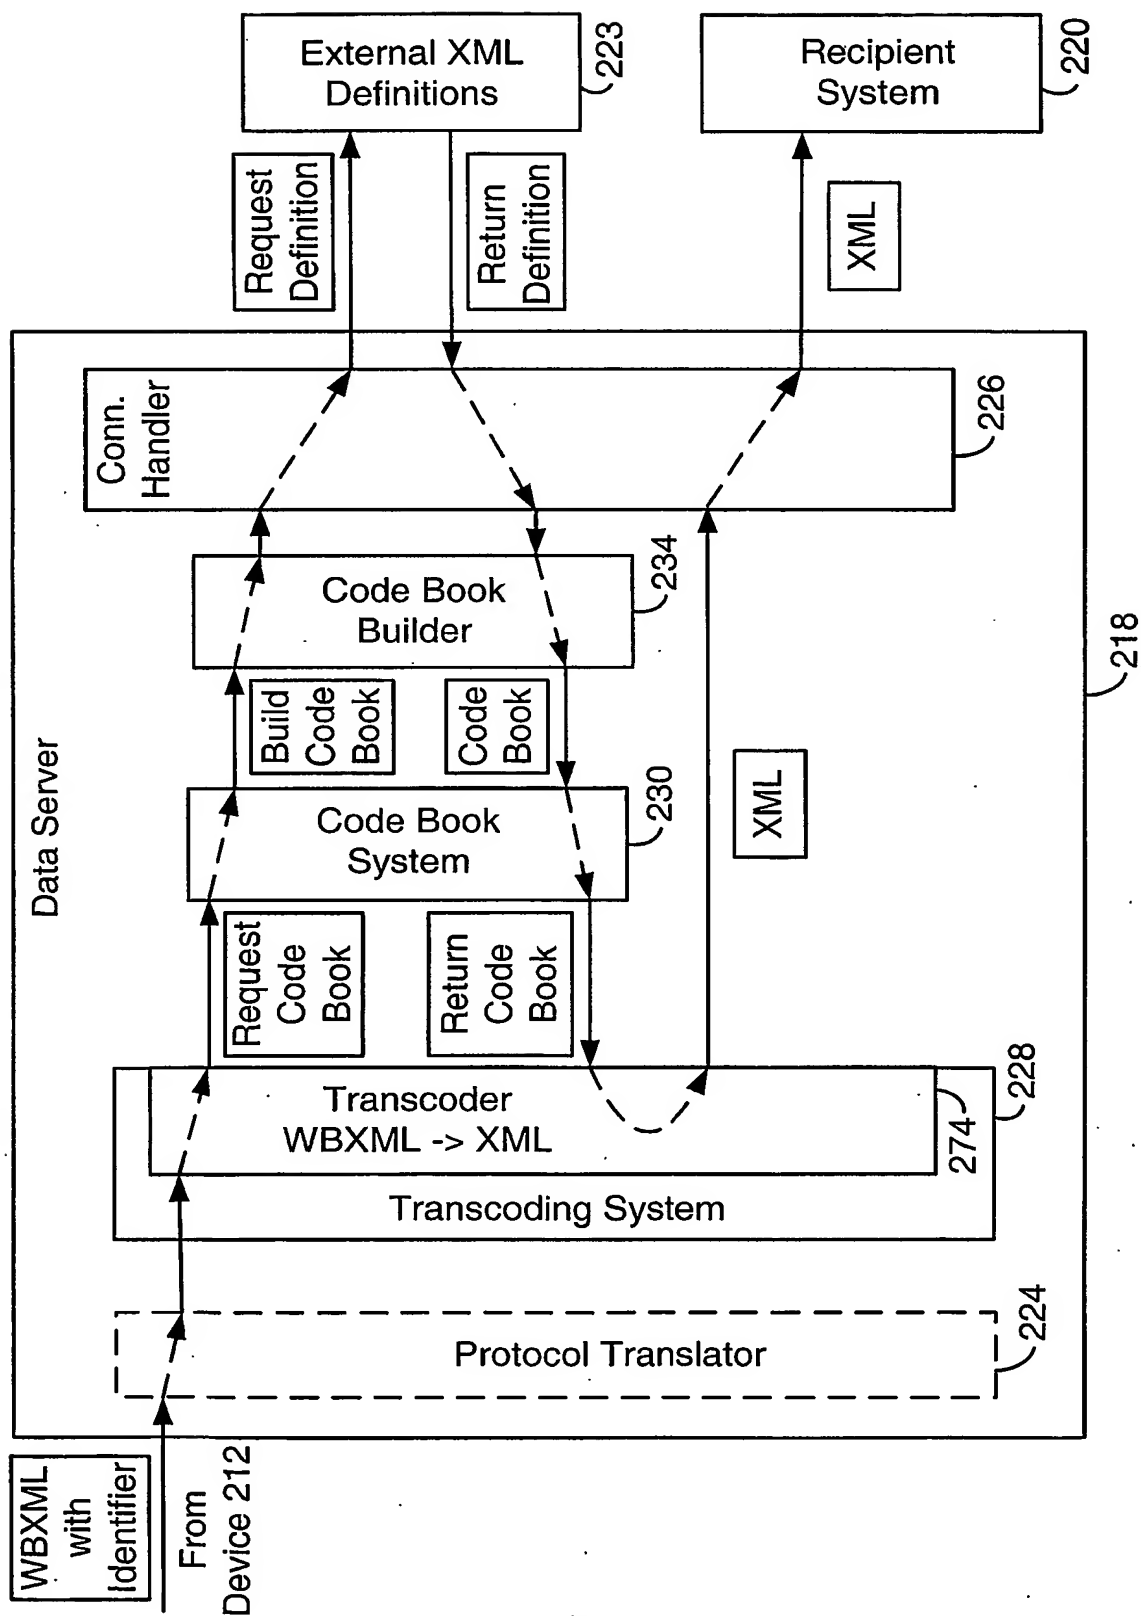 WBXML
with
Identifier
From
Device 212
Data Server
Protocol Translator
224
Transcoder
WBXML -> XML
Transcoding System
274
228
Request
Code
Book
Return
Code
Book
Code Book
System
230
Build
Code
Book
Code
Book
XML
Code Book
Builder
234
Conn.
Handler
226
218
Request
Definition
Return
Definition
XML
External XML
Definitions
223
Recipient
System
220